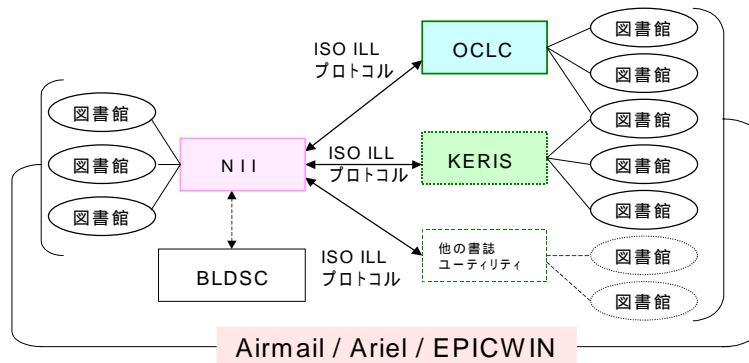 図書館
図書館
図書館
NII
BLDSC
ISO ILL
プロトコル
ISO ILL
プロトコル
ISO ILL
プロトコル
OCLC
KERIS
他の書誌
ユーティリティ
図書館
図書館
図書館
図書館
図書館
図書館
図書館
Airmail / Ariel / EPICWIN